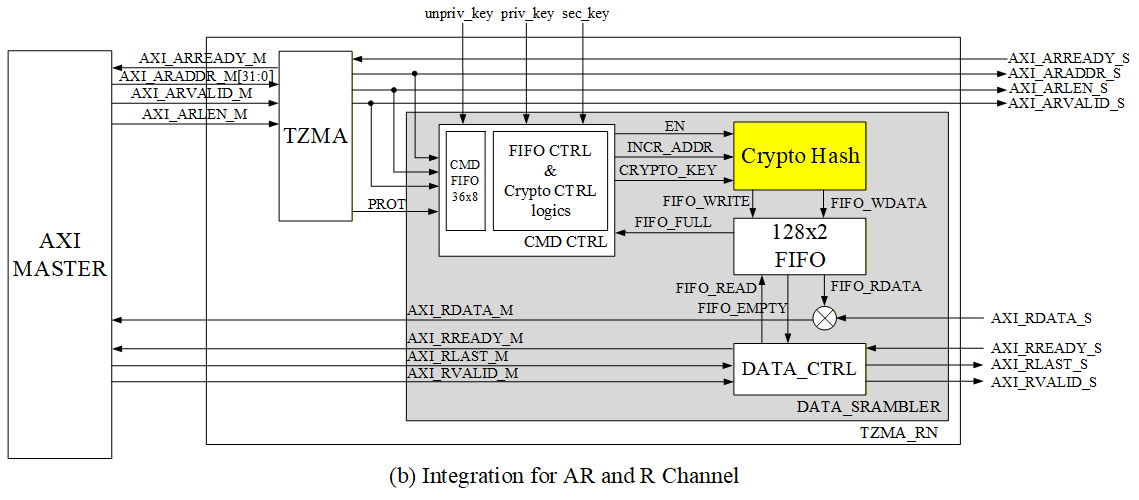 unpriv_key priv_key sec_key
AXI_ARREADY_M
AXI_ARADDR_M[31:0]
AXI_ARVALID_M
AXI_ARLEN_M
TZMA
AXI_ARREADY_S
AXI_ARADDR_S
AXI_ARLEN_S
AXI_ARVALID_S
PROT
CMD
FIFO
36x8
FIFO CTRL
&
Crypto CTRL
logics
CMD CTRL
EN
INCR_ADDR
CRYPTO_KEY
Crypto Hash
FIFO_WRITE
FIFO_WDATA
FIFO_FULL
128x2
FIFO
FIFO_READ
FIFO_EMPTY
FIFO_RDATA
AXI
MASTER
AXI_RDATA_M
AXI_RREADY_M
AXI_RLAST_M
AXI_RVALID_M
DATA_CTRL
AXI_RDATA_S
AXI_RREADY_S
AXI_RLAST_S
AXI_RVALID_S
DATA_SRAMBLER
TZMA_RN
(b) Integration for AR and R Channel